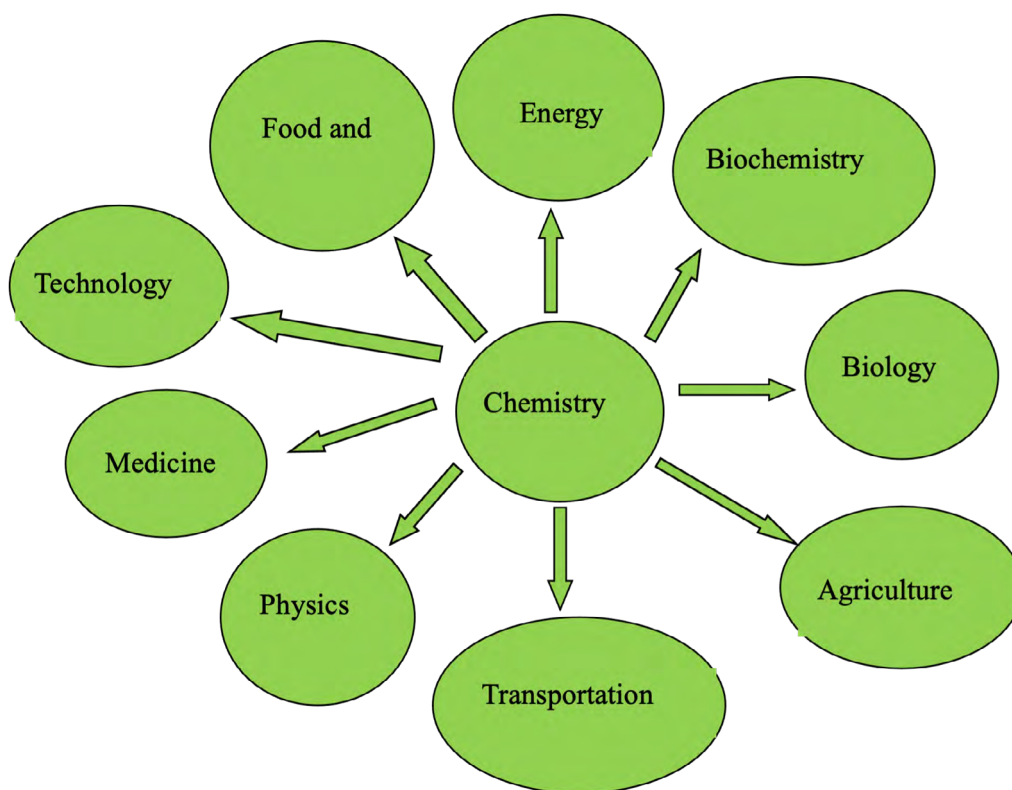 Energy
Food and
Biochemistry
Technology
Biology
Chemistry
Medicine
Agriculture
Physics
Transportation